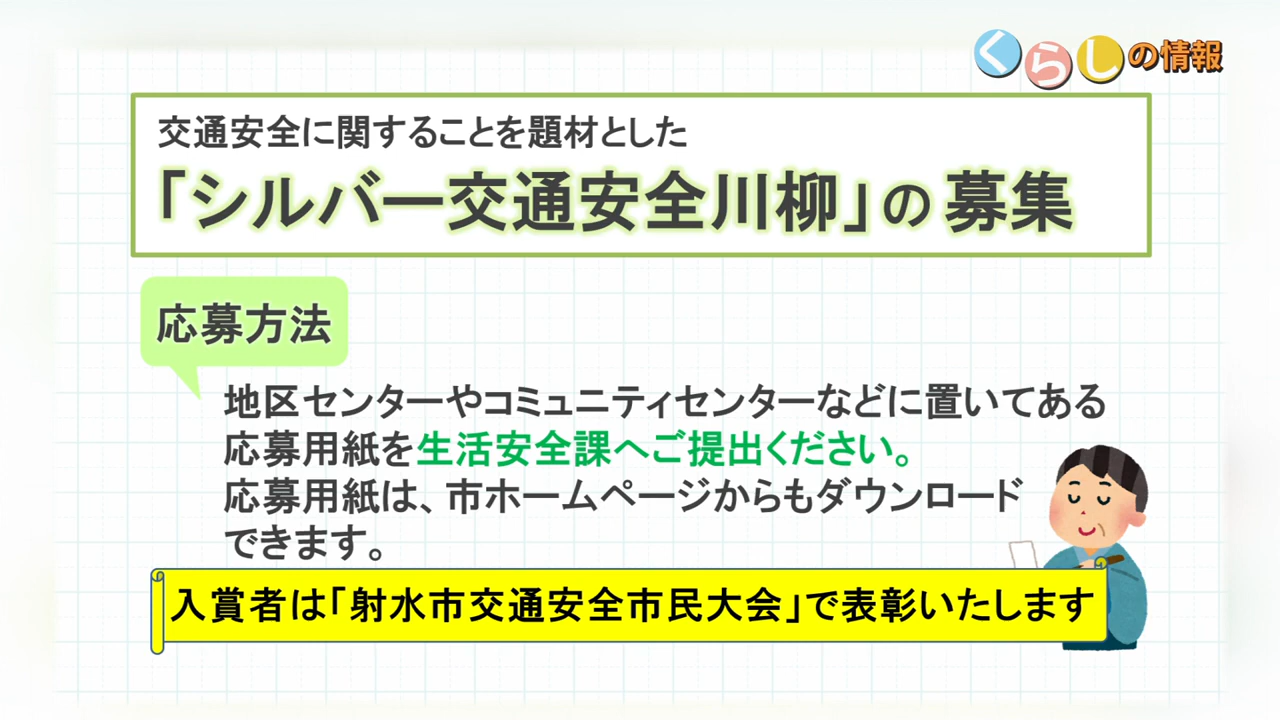 くらしの情報
交通安全に関することを題材とした
「シルバー交通安全川柳」の募集
応募方法
地区センターやコミュニティセンターなどに置いてある
応募用紙を生活安全課へご提出ください。
応募用紙は、市ホームページからもダウンロード
できます。
入賞者は「射水市交通安全市民大会」で表彰いたします